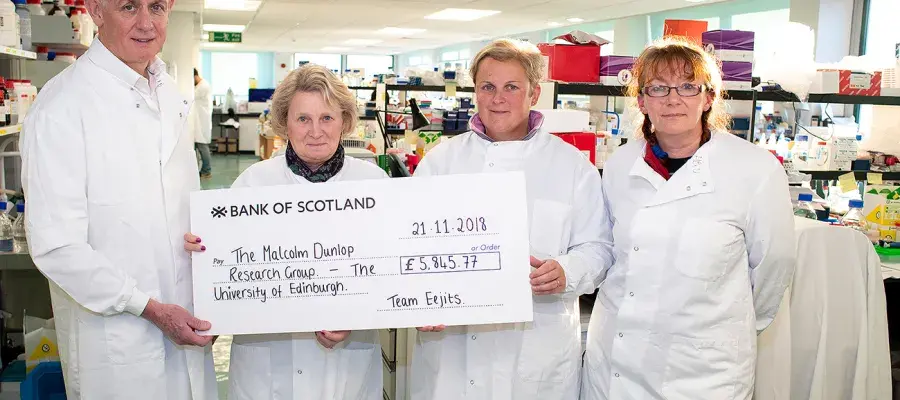 BANK OF SCOTLAND
21·11·2018
Pay The Malcolm Dunlop
or Order
Research Group. – The
£ 5,845.77
University of Edinburgh.
Team Eejits.